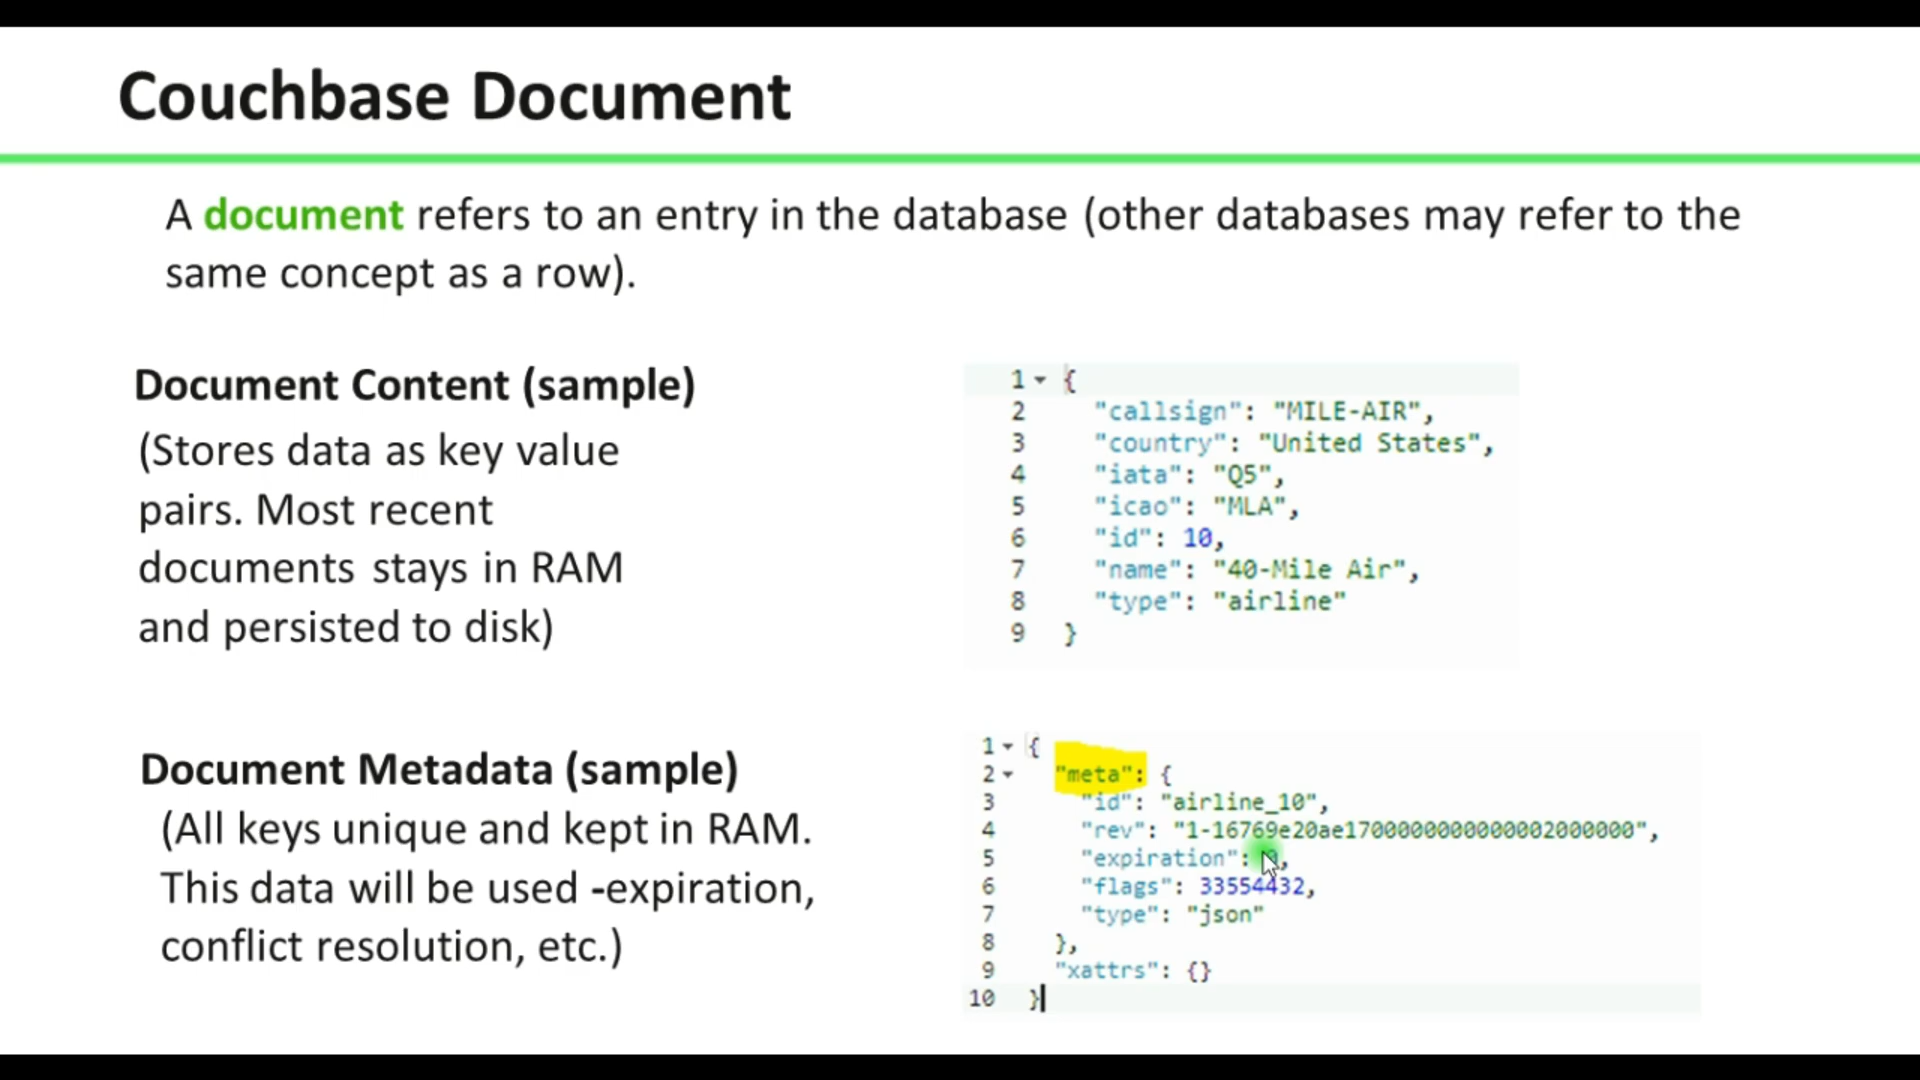 Couchbase Document
A document refers to an entry in the database (other databases may refer to the
same concept as a row).
Document Content (sample)
(Stores data as key value
pairs. Most recent
documents stays in RAM
and persisted to disk)
1 {
2 "callsign": "MILE-AIR",
3 "country": "United States",
4 "iata": "Q5",
5 "icao": "MLA",
6 "id": 10,
7 "name": "40-Mile Air",
8 "type": "airline"
9 }
Document Metadata (sample)
(All keys unique and kept in RAM.
This data will be used -expiration,
conflict resolution, etc.)
1 {
2 "meta": {
3 "id": "airline_10",
4 "rev":
5 "expiration": 0,
6 "flags": 33554432,
7 "type": "json"
8 },
9 "xattrs": {}
10 }